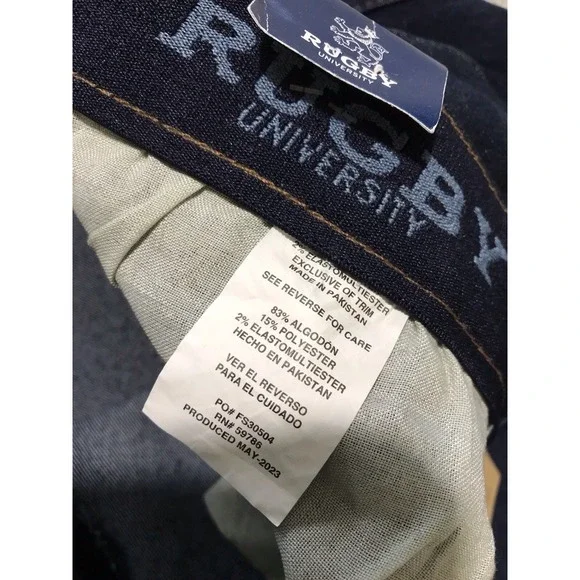 RUGBY
UNIVERSITY
RUGBY
UNIVERSITY
2% ELASTOMULTIESTER
EXCLUSIVE OF TRIM
MADE IN PAKISTAN
SEE REVERSE FOR CARE
83% ALGODÓN
15% POLYESTER
2% ELASTOMULTIESTER
HECHO EN PAKISTAN
VER EL REVERSO
PARA EL CUIDADO
PO# FS30504
RN# 59786
PRODUCED MAY-2023